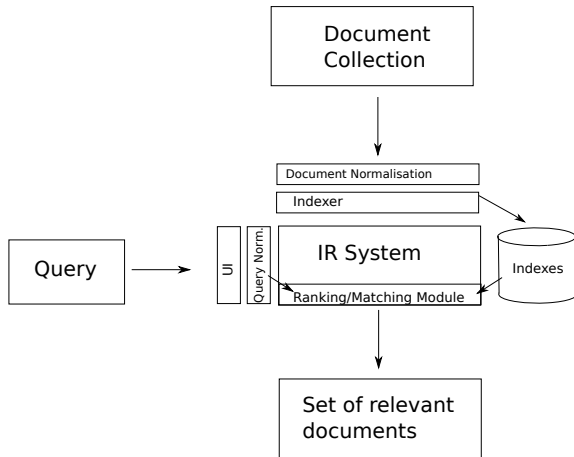 Document
Collection
Document Normalisation
Indexer
Query
UI
Query Norm.
IR System
Ranking/Matching Module
Indexes
Set of relevant
documents